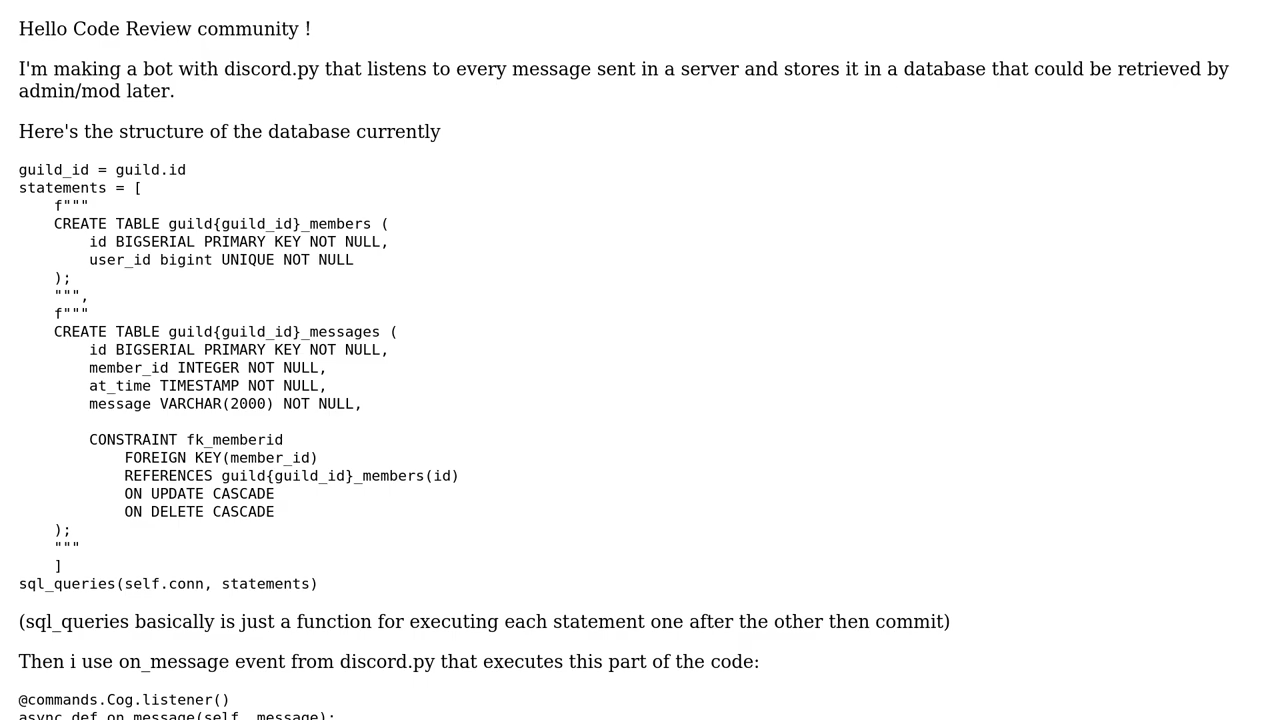 Hello Code Review community !
I'm making a bot with discord.py that listens to every message sent in a server and stores it in a database that could be retrieved by
admin/mod later.
Here's the structure of the database currently
guild_id = guild.id
statements = [
    f"""
    CREATE TABLE guild{guild_id}_members (
        id BIGSERIAL PRIMARY KEY NOT NULL,
        user_id bigint UNIQUE NOT NULL
    );
    """,
    f"""
    CREATE TABLE guild{guild_id}_messages (
        id BIGSERIAL PRIMARY KEY NOT NULL,
        member_id INTEGER NOT NULL,
        at_time TIMESTAMP NOT NULL,
        message VARCHAR(2000) NOT NULL,

        CONSTRAINT fk_memberid
            FOREIGN KEY(member_id)
            REFERENCES guild{guild_id}_members(id)
            ON UPDATE CASCADE
            ON DELETE CASCADE
    );
    """
    ]
sql_queries(self.conn, statements)
(sql_queries basically is just a function for executing each statement one after the other then commit)
Then i use on_message event from discord.py that executes this part of the code:
@commands.Cog.listener()
async def on_message(self, message):